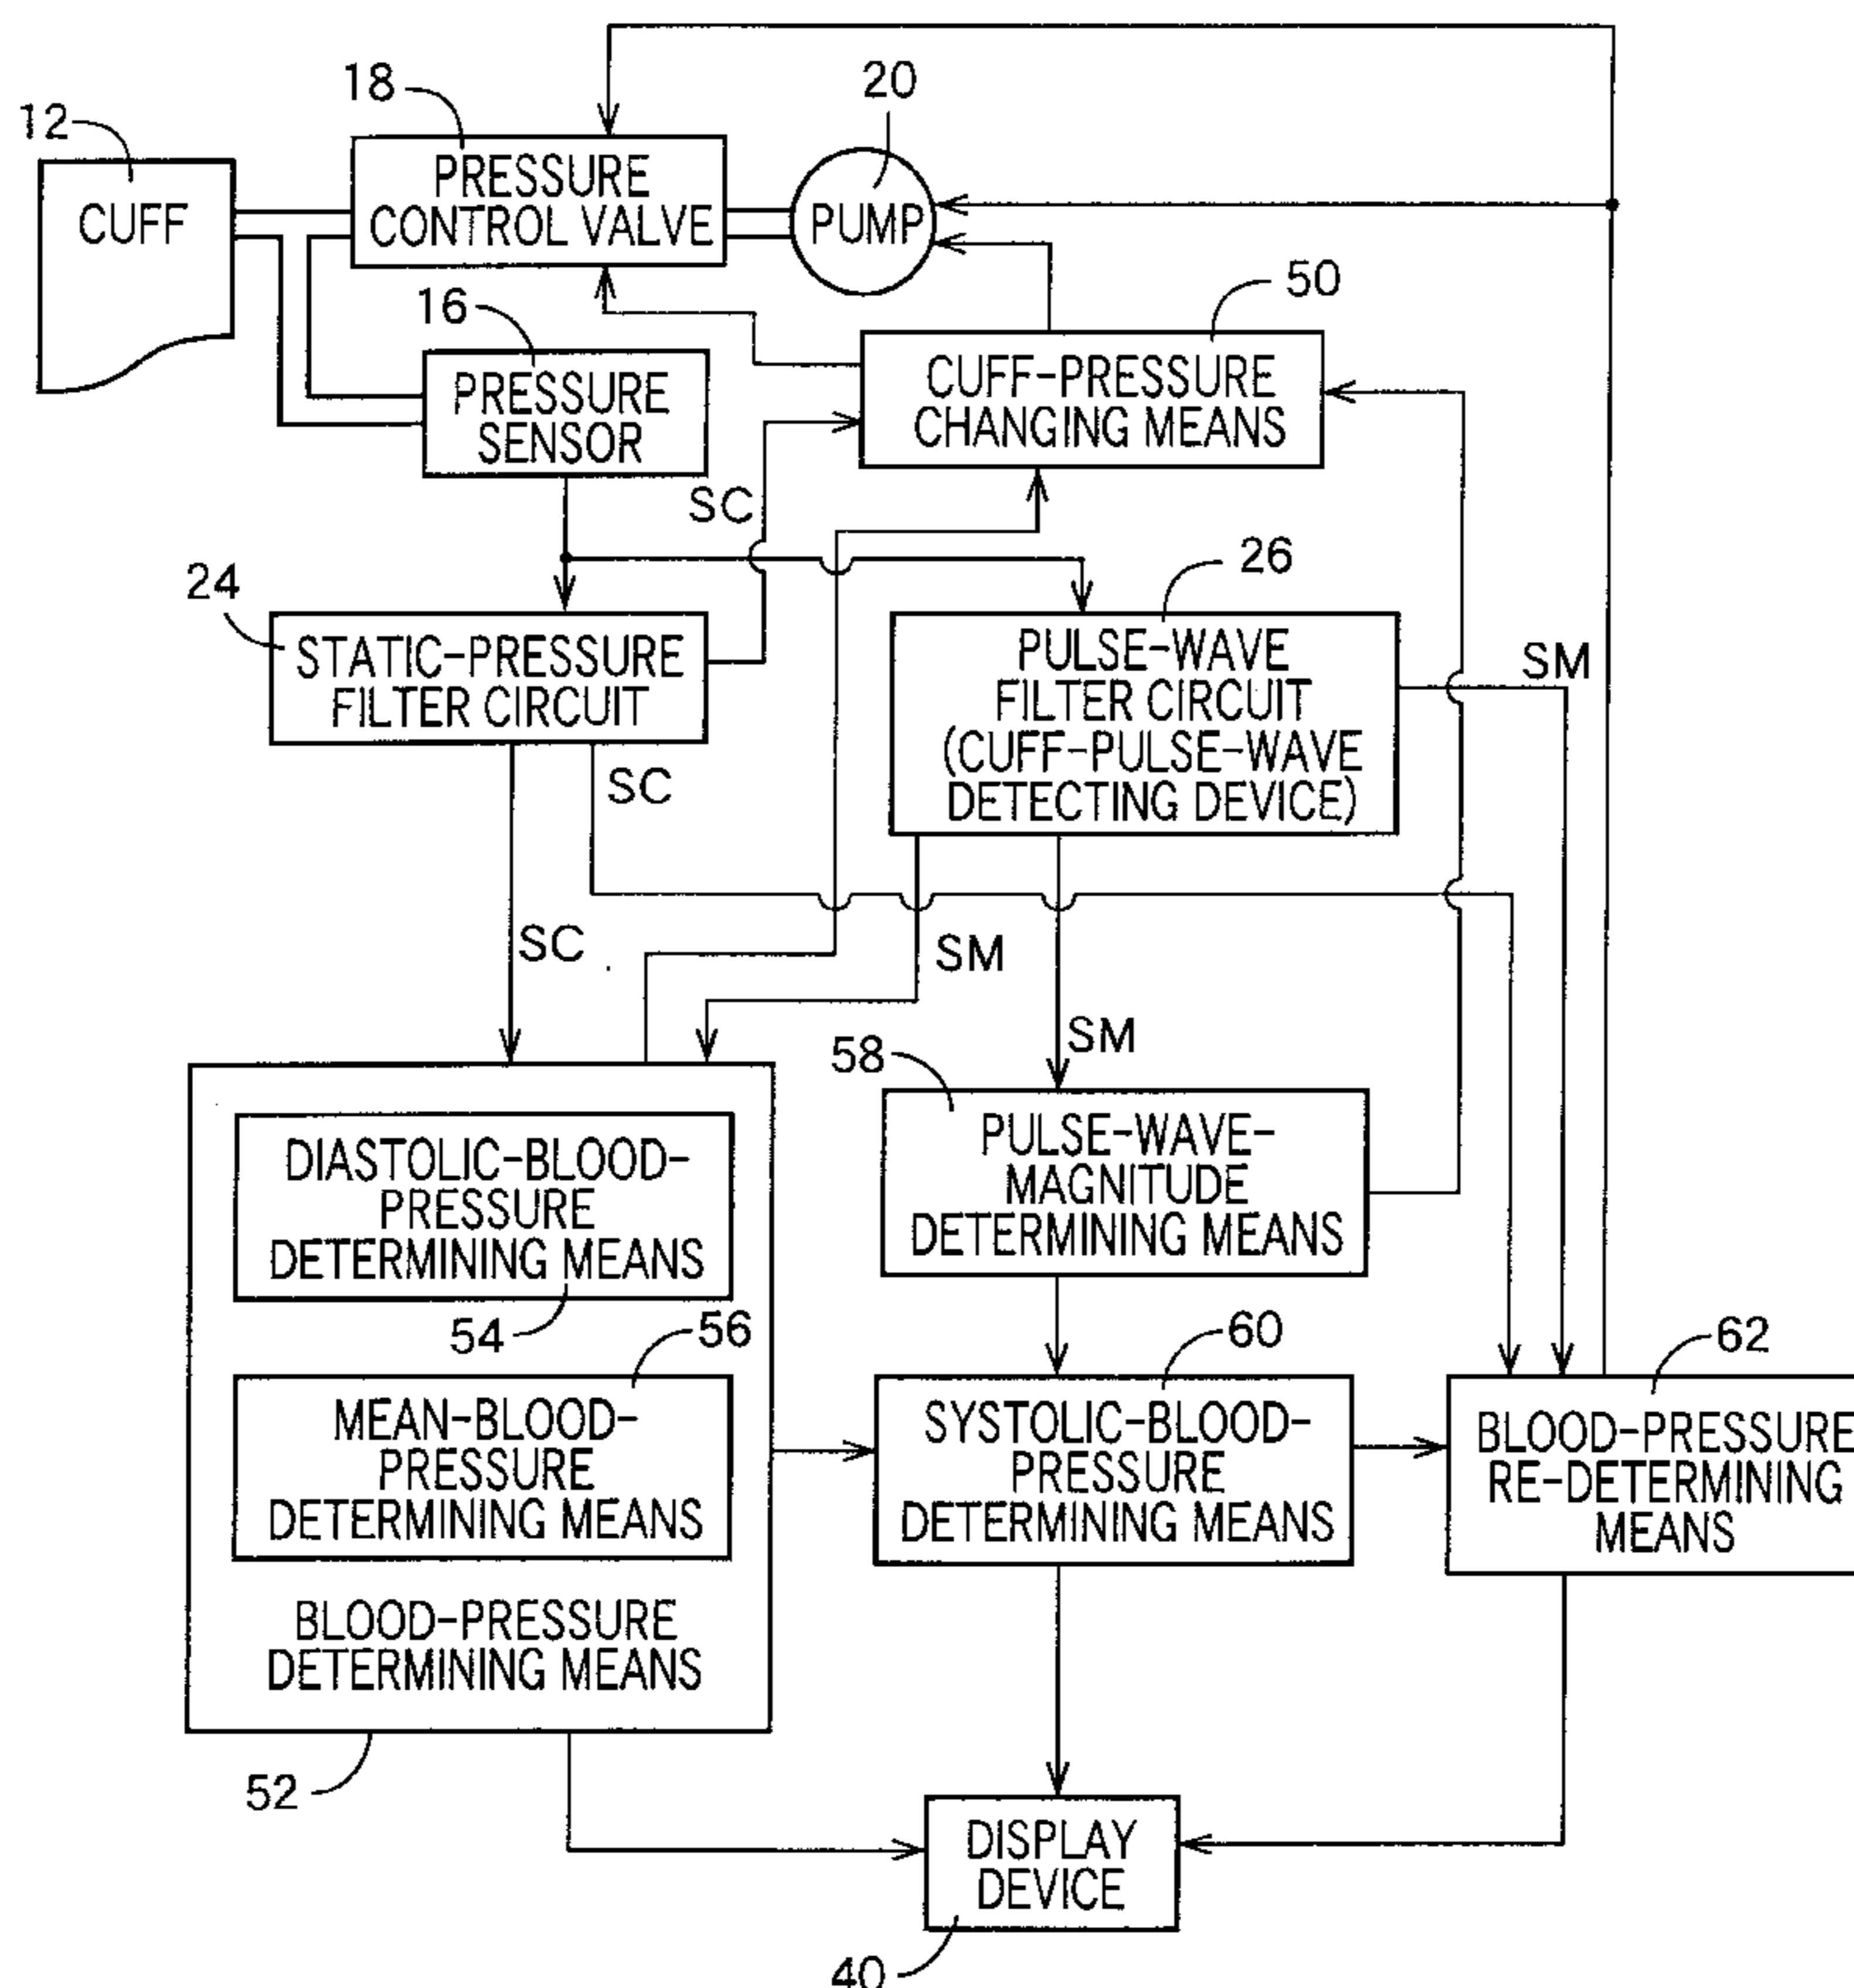 18
20
12
PRESSURE
CONTROL VALVE
CUFF
PUMP
50
16
CUFF-PRESSURE
CHANGING MEANS
PRESSURE
SENSOR
SC
26
24
STATIC-PRESSURE
FILTER CIRCUIT
PULSE-WAVE
FILTER CIRCUIT
(CUFF-PULSE-WAVE
DETECTING DEVICE)
SM
SC
SC
SM
SM
58
PULSE-WAVE-
MAGNITUDE
DETERMINING MEANS
DIASTOLIC-BLOOD-
PRESSURE
DETERMINING MEANS
54
56
60
62
MEAN-BLOOD-
PRESSURE
DETERMINING MEANS
SYSTOLIC-BLOOD-
PRESSURE
DETERMINING MEANS
BLOOD-PRESSURE
RE-DETERMINING
MEANS
BLOOD-PRESSURE
DETERMINING MEANS
52
DISPLAY
DEVICE
40